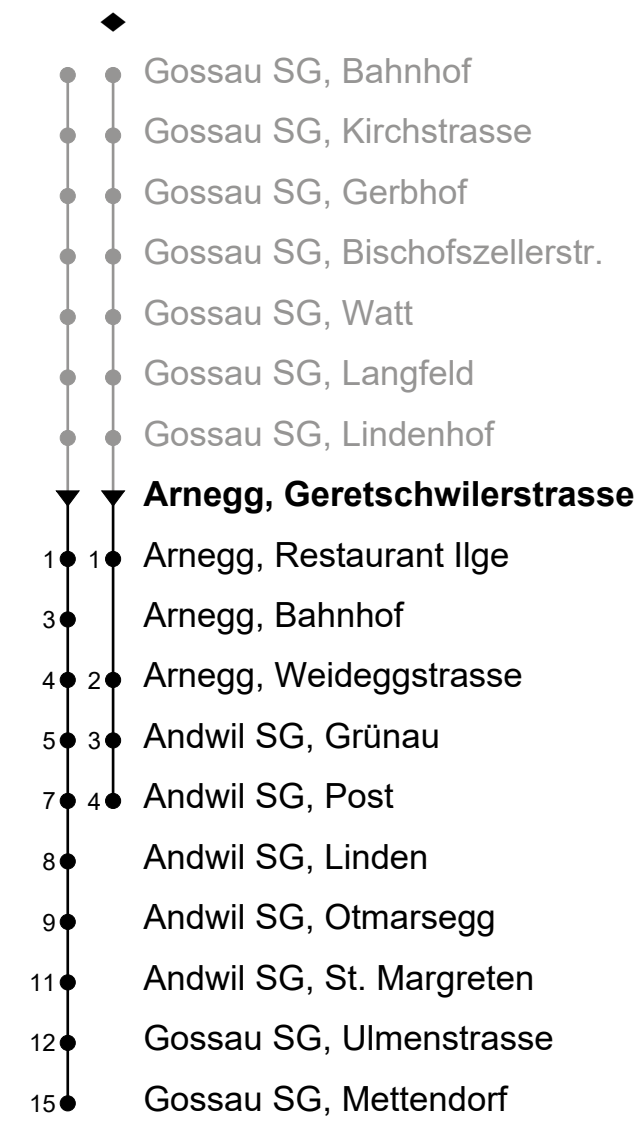 Gossau SG, Bahnhof
Gossau SG, Kirchstrasse
Gossau SG, Gerbhof
Gossau SG, Bischofszellerstr.
Gossau SG, Watt
Gossau SG, Langfeld
Gossau SG, Lindenhof
Arnegg, Geretschwilerstrasse
1 1 Arnegg, Restaurant Ilge
3 Arnegg, Bahnhof
4 2 Arnegg, Weideggstrasse
5 3 Andwil SG, Grünau
7 4 Andwil SG, Post
8 Andwil SG, Linden
9 Andwil SG, Otmarsegg
11 Andwil SG, St. Margreten
12 Gossau SG, Ulmenstrasse
15 Gossau SG, Mettendorf